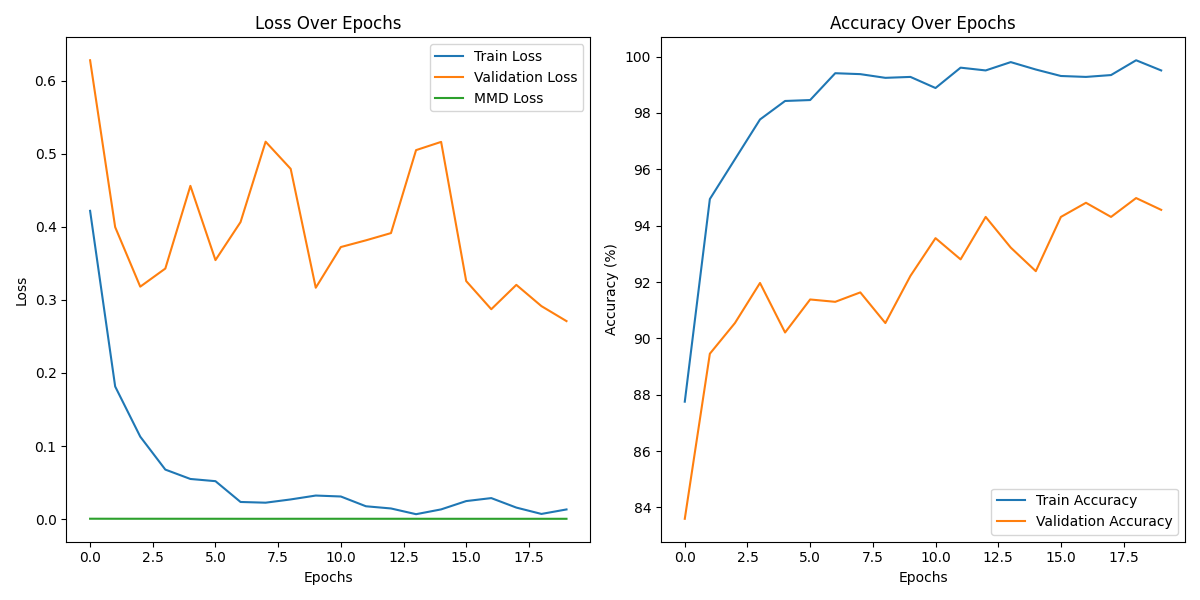 Loss Over Epochs
Train Loss
Validation Loss
MMD Loss
Loss
0.6
0.5
0.4
0.3
0.2
0.1
0.0
0.0 2.5 5.0 7.5 10.0 12.5 15.0 17.5
Epochs
Accuracy Over Epochs
Accuracy (%)
100
98
96
94
92
90
88
86
84
Train Accuracy
Validation Accuracy
0.0 2.5 5.0 7.5 10.0 12.5 15.0 17.5
Epochs